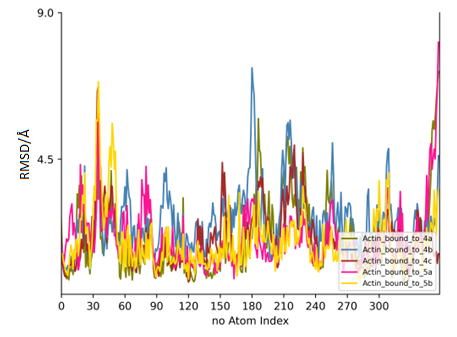 9.0
4.5
RMSD/Å
Actin_bound_to_4a
Actin_bound_to_4b
Actin_bound_to_4c
Actin_bound_to_5a
Actin_bound_to_5b
0 30 60 90 120 150 180 210 240 270 300
no Atom Index